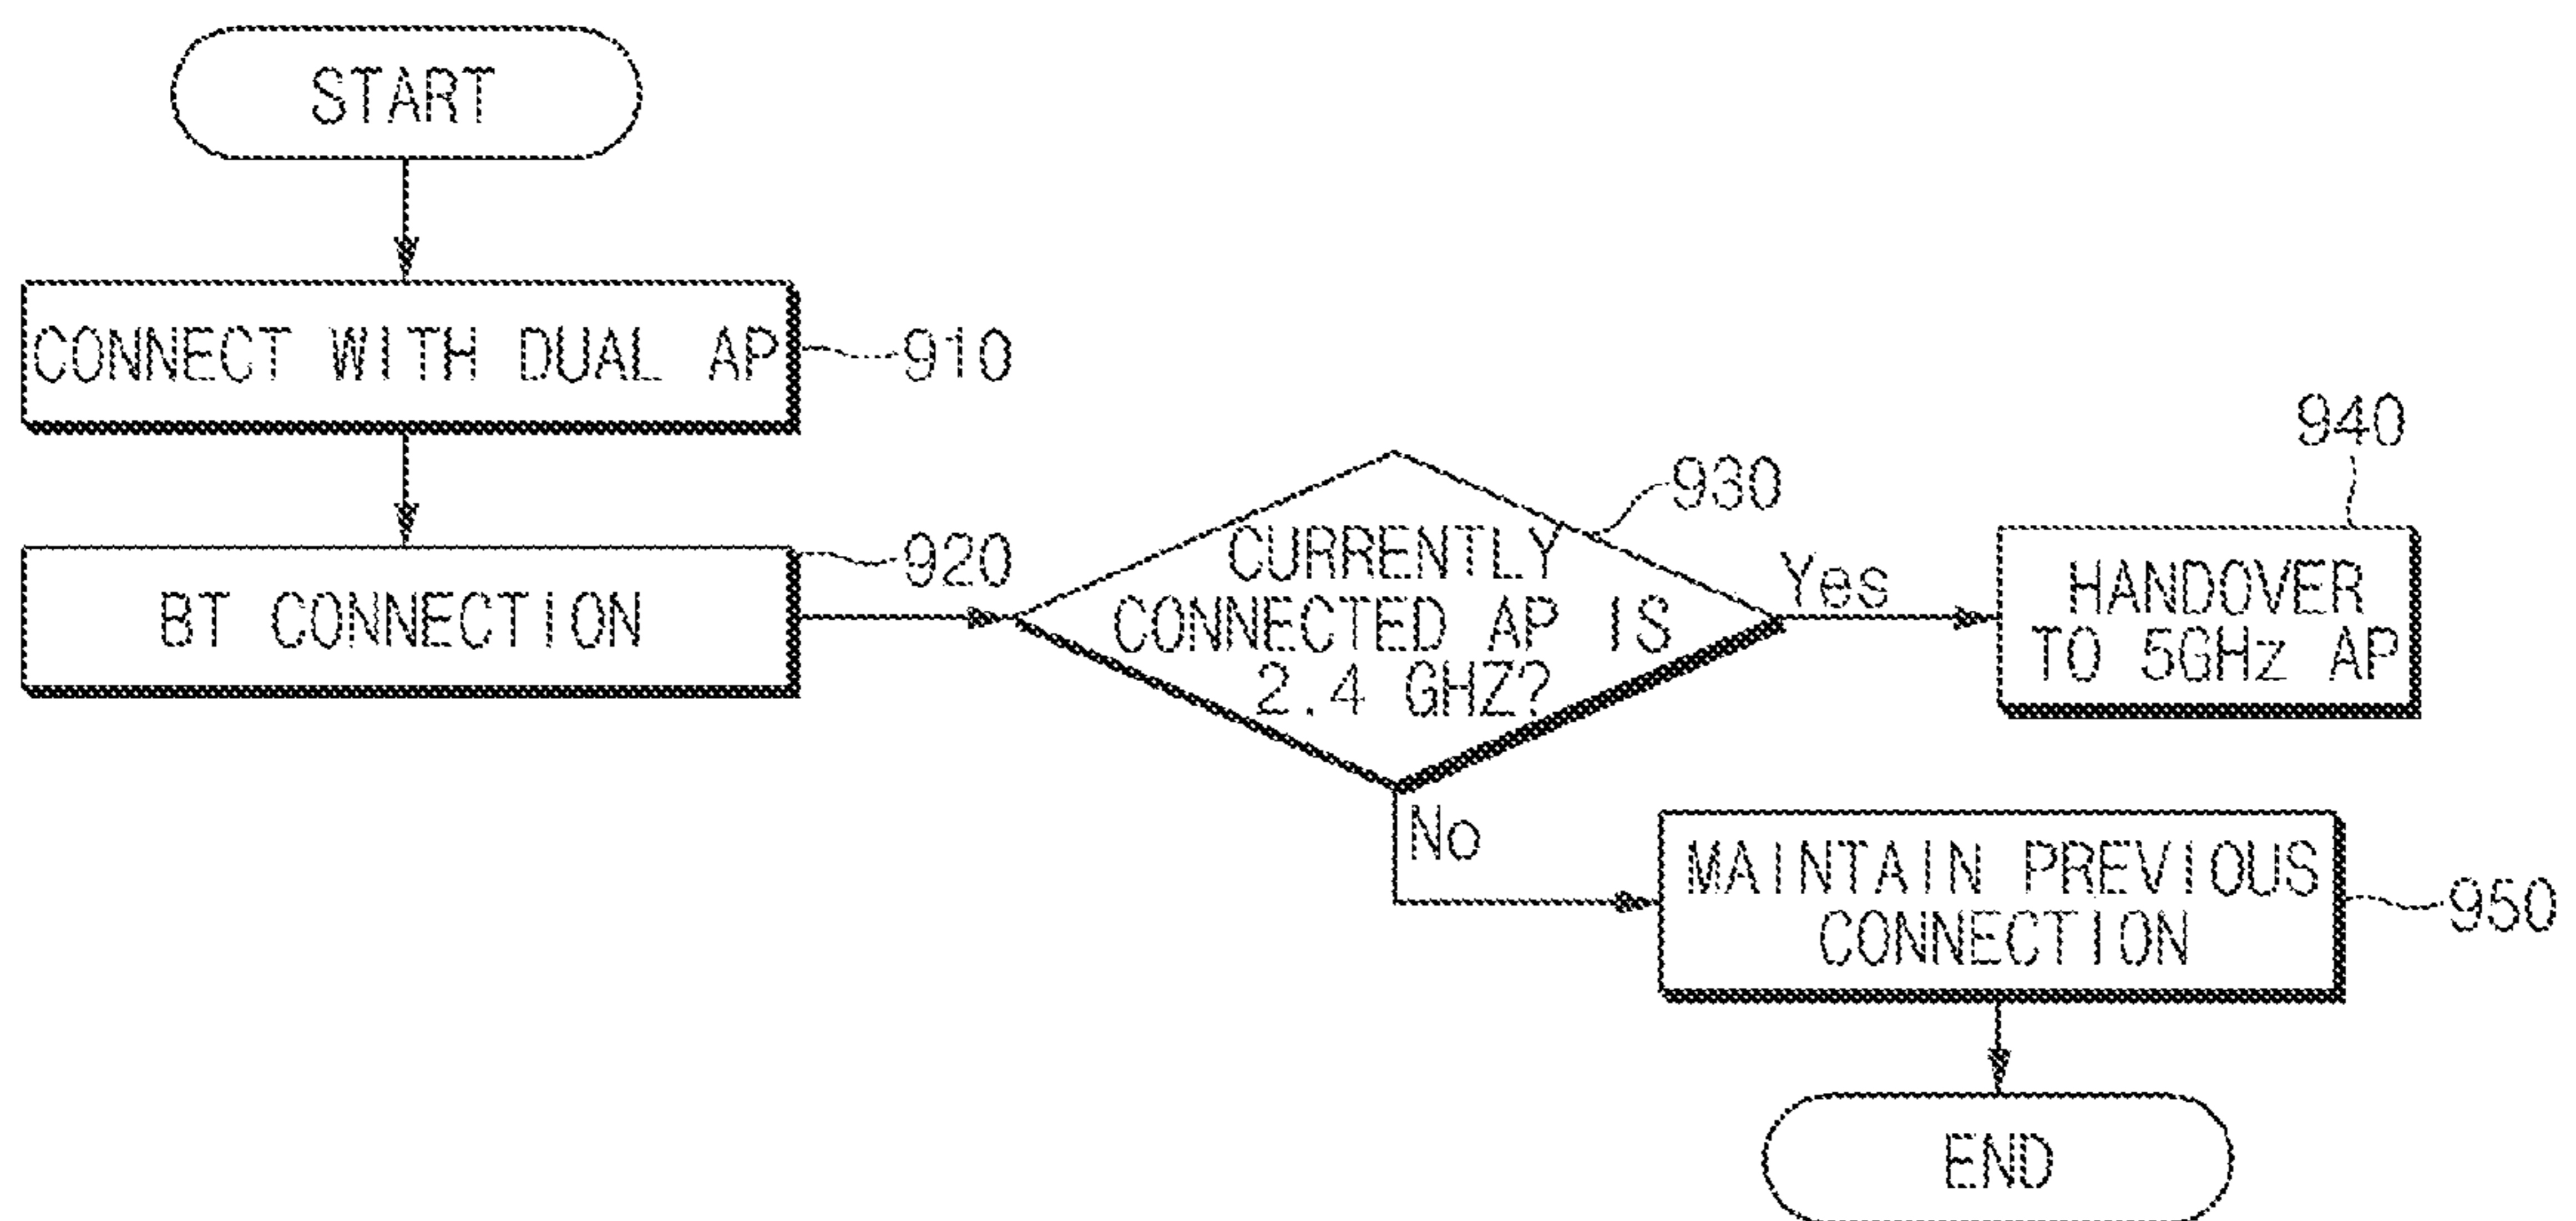 START
CONNECT WITH DUAL AP
910
BT CONNECTION
920
CURRENTLY
CONNECTED AP IS
2.4 GHZ?
930
Yes
940
HANDOVER
TO 5GHz AP
No
MAINTAIN PREVIOUS
CONNECTION
950
END